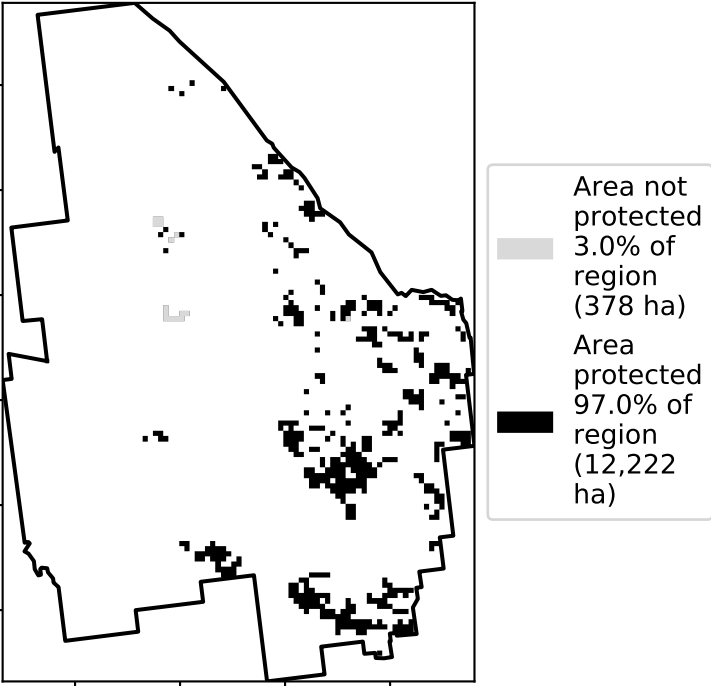 Area not
protected
3.0% of
region
(378 ha)
Area
protected
97.0% of
region
(12,222
ha)